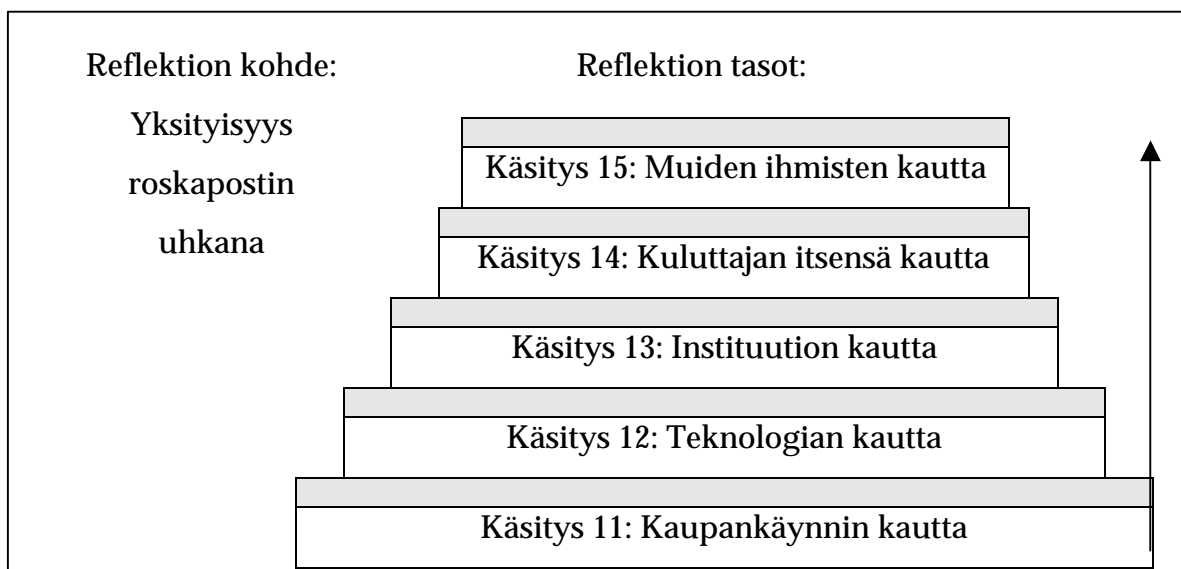 Reflektion kohde:
Yksityisyys
roskapostin
uhkana
Reflektion tasot:
Käsitys 15: Muiden ihmisten kautta
Käsitys 14: Kuluttajan itsensä kautta
Käsitys 13: Instituution kautta
Käsitys 12: Teknologian kautta
Käsitys 11: Kaupankäynnin kautta